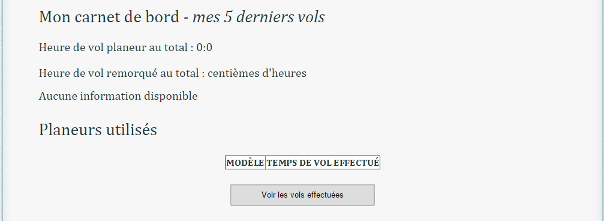 Mon carnet de bord - mes 5 derniers vols
Heure de vol planeur au total : 0:0
Heure de vol remorqué au total : centièmes d'heures
Aucune information disponible
Planeurs utilisés
MODÈLE TEMPS DE VOL EFFECTUÉ
Voir les vols effectuées